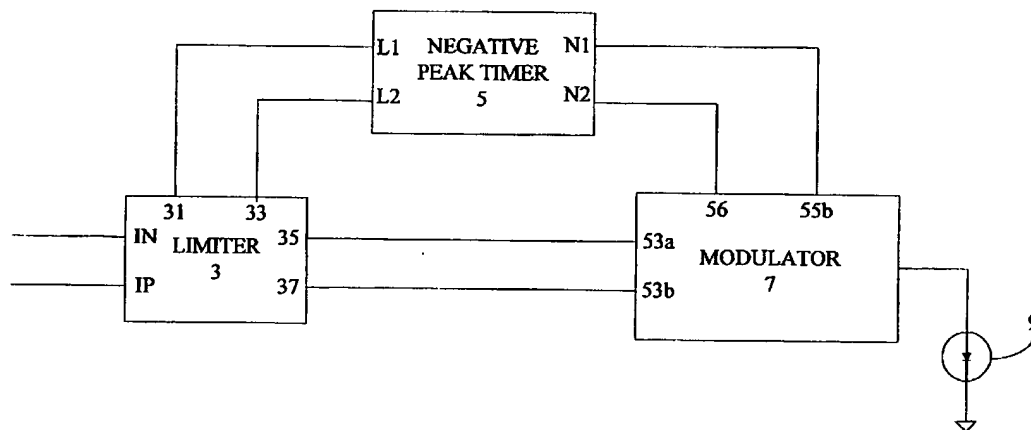 L1 NEGATIVE N1
PEAK TIMER
L2 5 N2
31 33
IN LIMITER 35
3
IP 37
56 55b
53a MODULATOR
7
53b
9